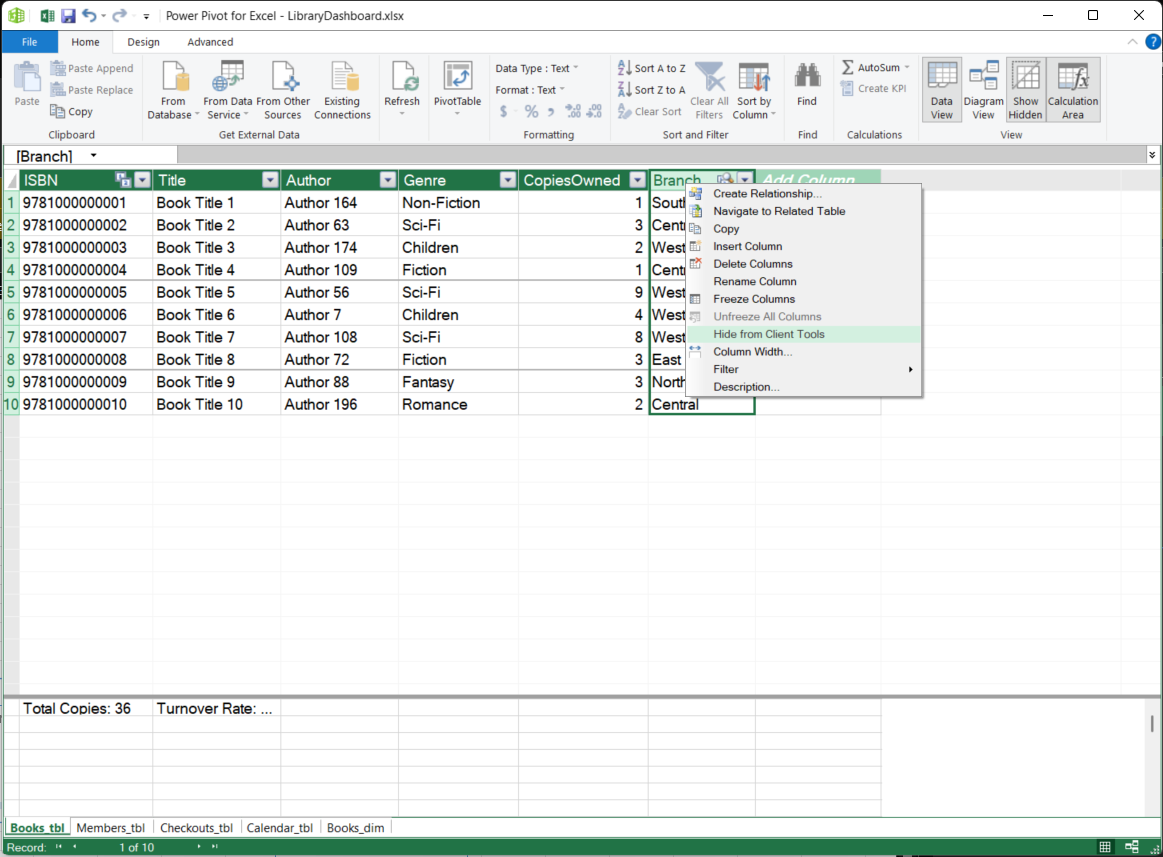 Power Pivot for Excel - LibraryDashboard.xlsx
File Home Design Advanced ?
Paste
Paste Append
Paste Replace
Copy
Clipboard
From Database
From Data Service
From Other Sources
Existing Connections
Get External Data
Refresh
PivotTable
Data Type : Text
Format : Text
$ % ,
Formatting
Sort A to Z
Sort Z to A
Clear Sort
Clear All Filters
Sort by Column
Sort and Filter
Find
Find
AutoSum
Create KPI
Calculations
Data View
Diagram View
Show Hidden
Calculation Area
View
[Branch]
ISBN Title Author Genre CopiesOwned Branch Add Column
1 9781000000001 Book Title 1 Author 164 Non-Fiction 1 South
2 9781000000002 Book Title 2 Author 63 Sci-Fi 3 Centr
3 9781000000003 Book Title 3 Author 174 Children 2 West
4 9781000000004 Book Title 4 Author 109 Fiction 1 Centr
5 9781000000005 Book Title 5 Author 56 Sci-Fi 9 West
6 9781000000006 Book Title 6 Author 7 Children 4 West
7 9781000000007 Book Title 7 Author 108 Sci-Fi 8 West
8 9781000000008 Book Title 8 Author 72 Fiction 3 East
9 9781000000009 Book Title 9 Author 88 Fantasy 3 North
10 9781000000010 Book Title 10 Author 196 Romance 2 Central
Create Relationship...
Navigate to Related Table
Copy
Insert Column
Delete Columns
Rename Column
Freeze Columns
Unfreeze All Columns
Hide from Client Tools
Column Width...
Filter
Description...
Total Copies: 36 Turnover Rate: ...
Books_tbl Members_tbl Checkouts_tbl Calendar_tbl Books_dim
Record: 1 of 10